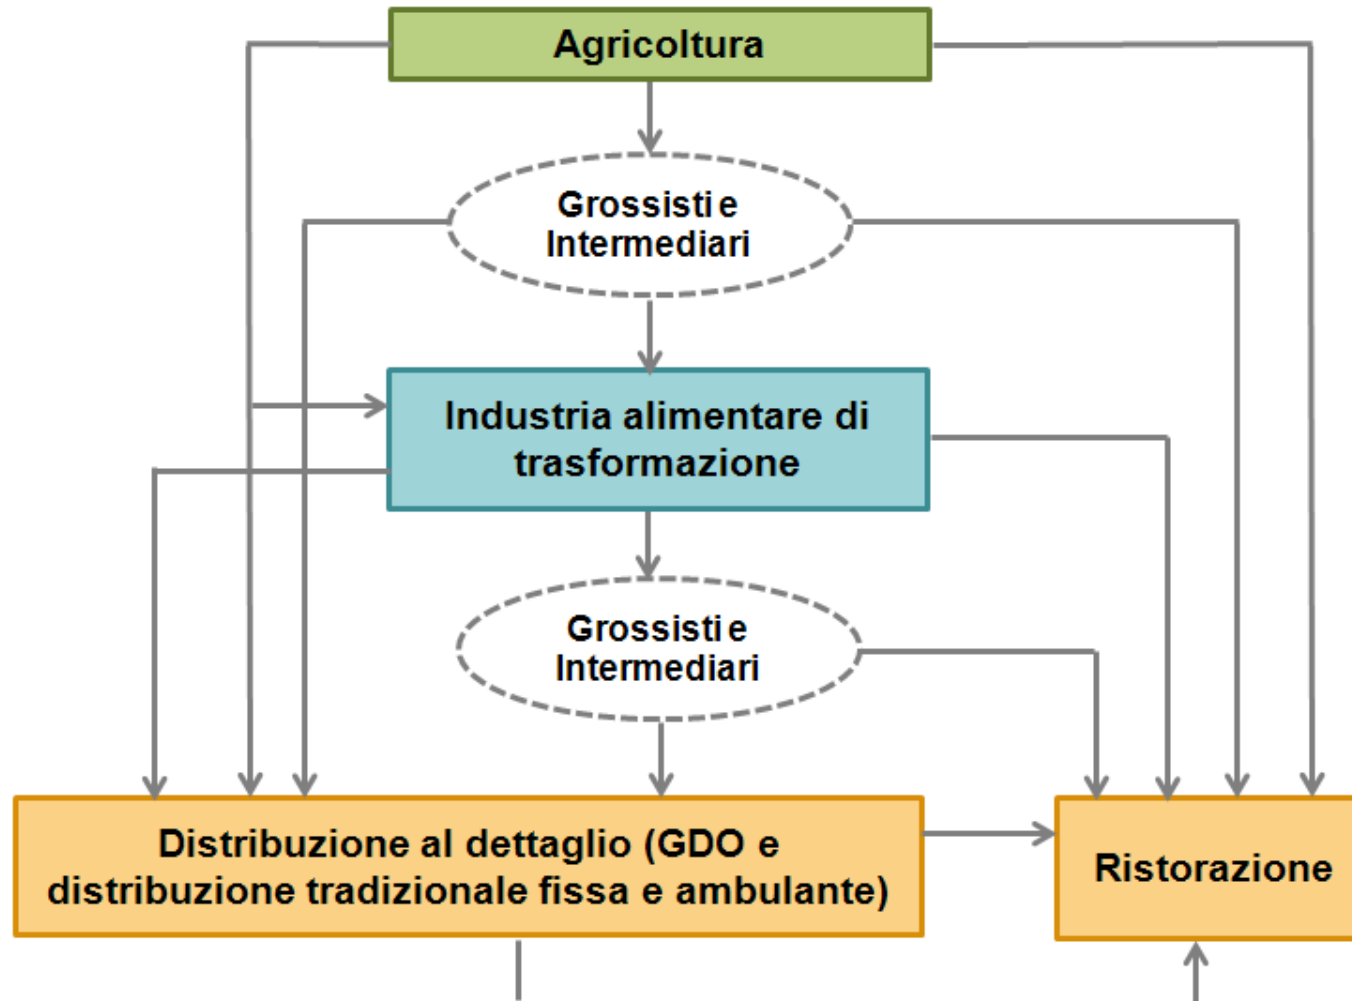 Agricoltura
Grossisti e
Intermediari
Industria alimentare di
trasformazione
Grossisti e
Intermediari
Distribuzione al dettaglio (GDO e
distribuzione tradizionale fissa e ambulante)
Ristorazione